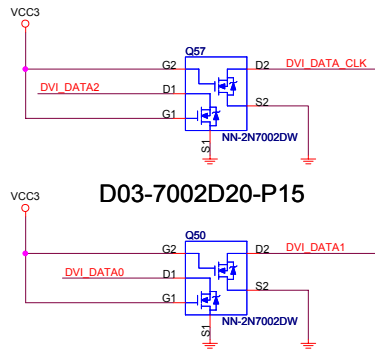 VCC3
Q57
G2
D2
DVI_DATA_CLK
DVI_DATA2
D1
S2
G1
S1
NN-2N7002DW
D03-7002D20-P15
VCC3
Q50
G2
D2
DVI_DATA1
DVI_DATA0
D1
S2
G1
S1
NN-2N7002DW